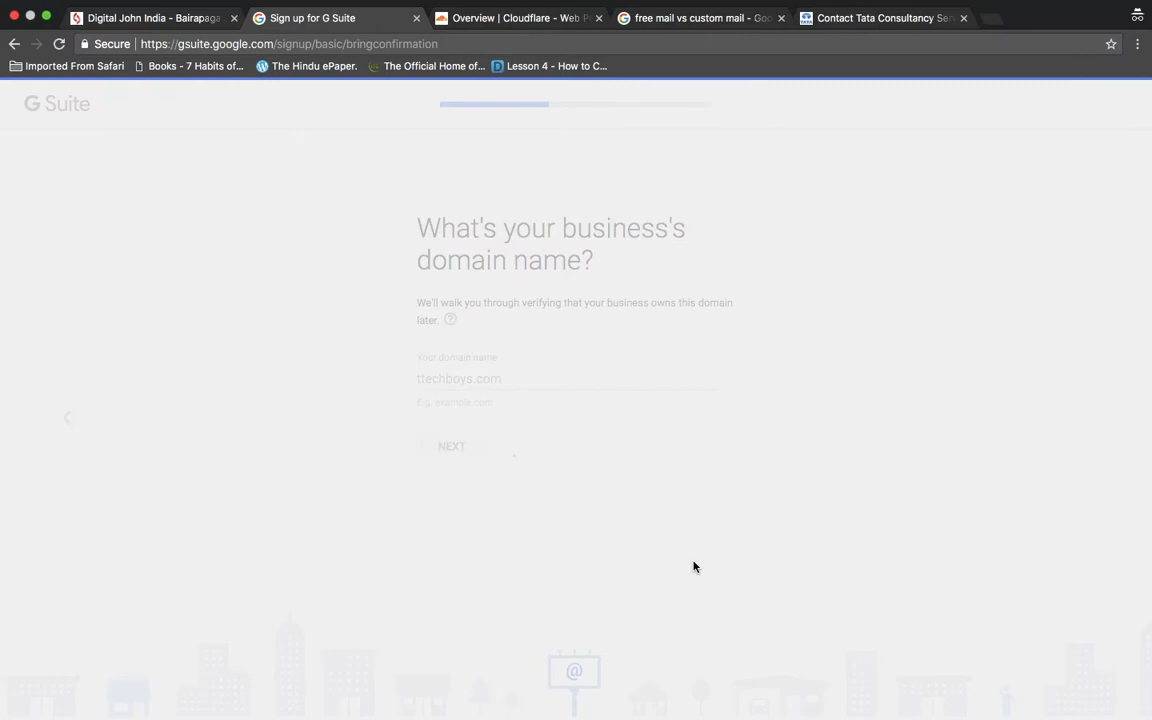 Digital John India - Bairapaga
Sign up for G Suite
Overview | Cloudflare - Web P
free mail vs custom mail - Goo
Contact Tata Consultancy Serv
Secure | https://gsuite.google.com/signup/basic/bringconfirmation
Imported From Safari
Books - 7 Habits of...
The Hindu ePaper.
The Official Home of...
Lesson 4 - How to C...
G Suite
What's your business's
domain name?
We'll walk you through verifying that your business owns this domain
later. ?
Your domain name
ttechboys.com
E.g. example.com
NEXT
@